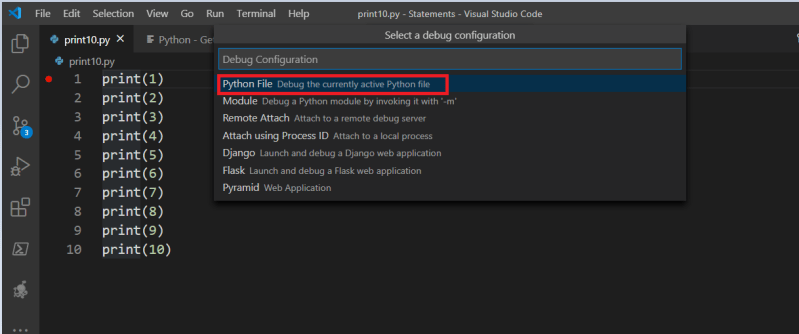 File Edit Selection View Go Run Terminal Help print10.py - Statements - Visual Studio Code
Select a debug configuration
print10.py Python - Get
Debug Configuration
print10.py
Python File Debug the currently active Python file
Module Debug a Python module by invoking it with '-m'
Remote Attach Attach to a remote debug server
Attach using Process ID Attach to a local process
Django Launch and debug a Django web application
Flask Launch and debug a Flask web application
Pyramid Web Application
1 print(1)
2 print(2)
3 print(3)
4 print(4)
5 print(5)
6 print(6)
7 print(7)
8 print(8)
9 print(9)
10 print(10)
3